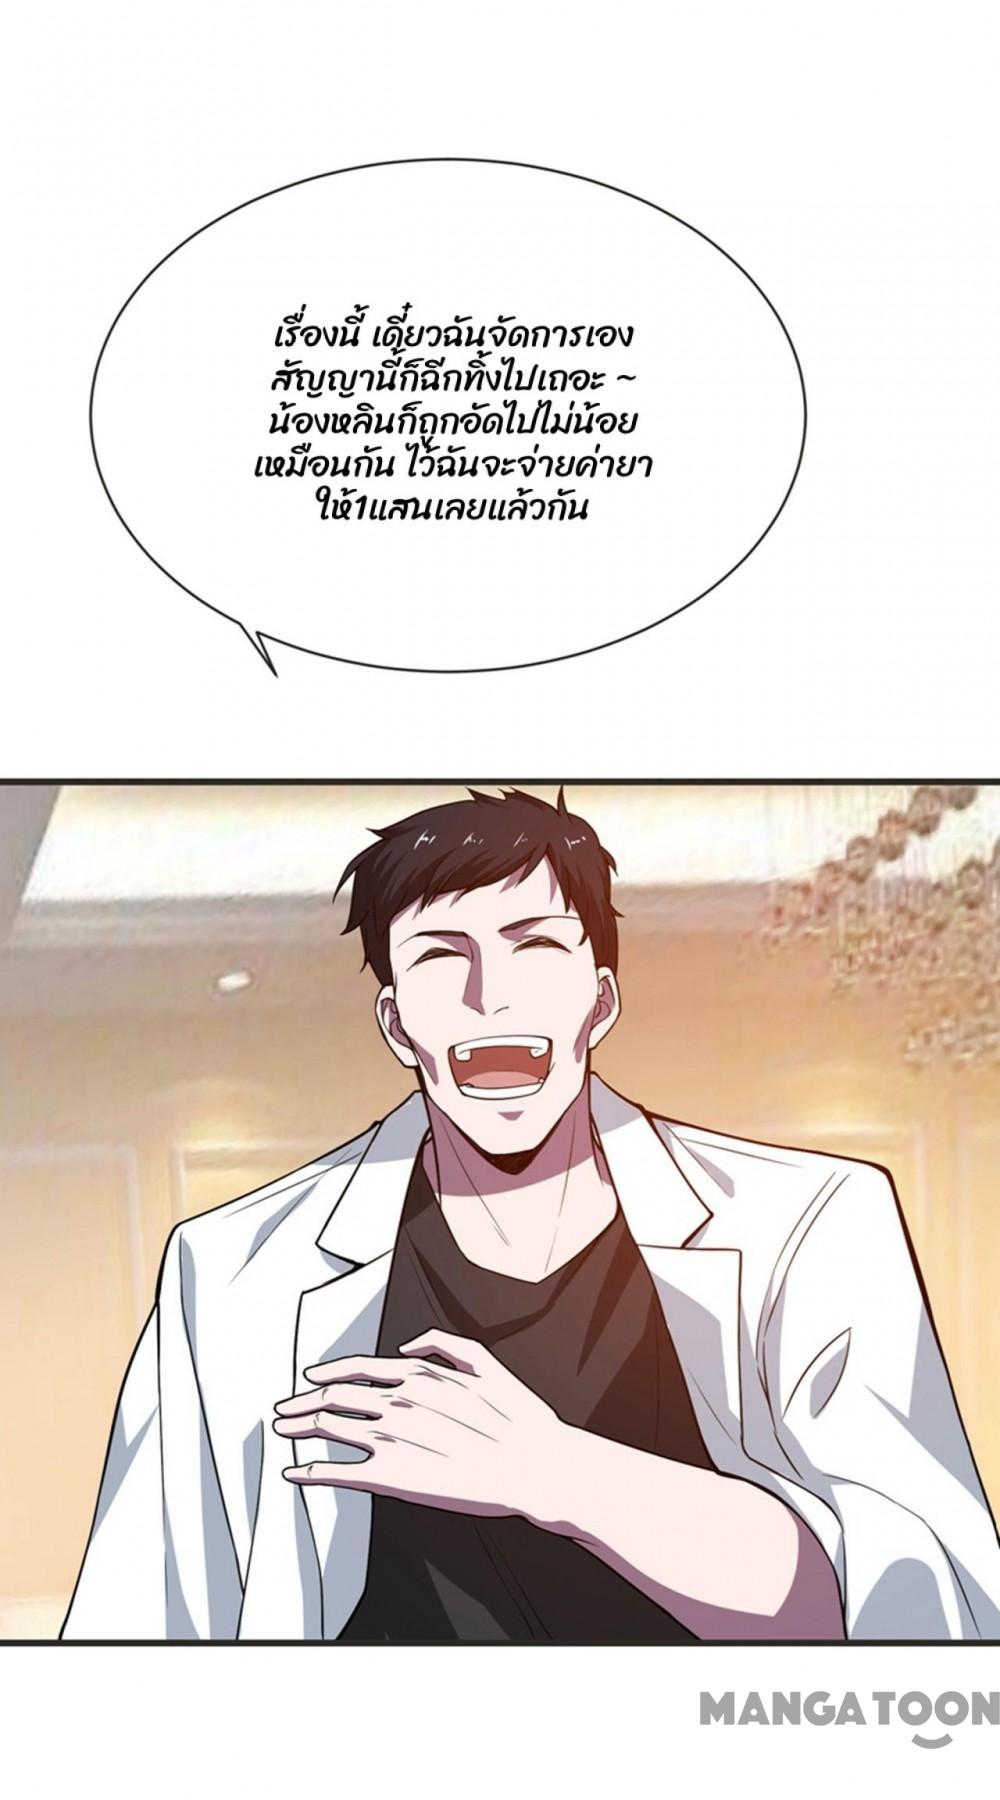 เรื่องนี้ เดี๋ยวฉันจัดการเอง
สัญญานี้ก็ฉีกทิ้งไปเถอะ ~
น้องหลินก็ถูกอัดไปไม่น้อย
เหมือนกัน ไว้ฉันจะจ่ายค่ายา
ให้1แสนเลยแล้วกัน
MANGATOON